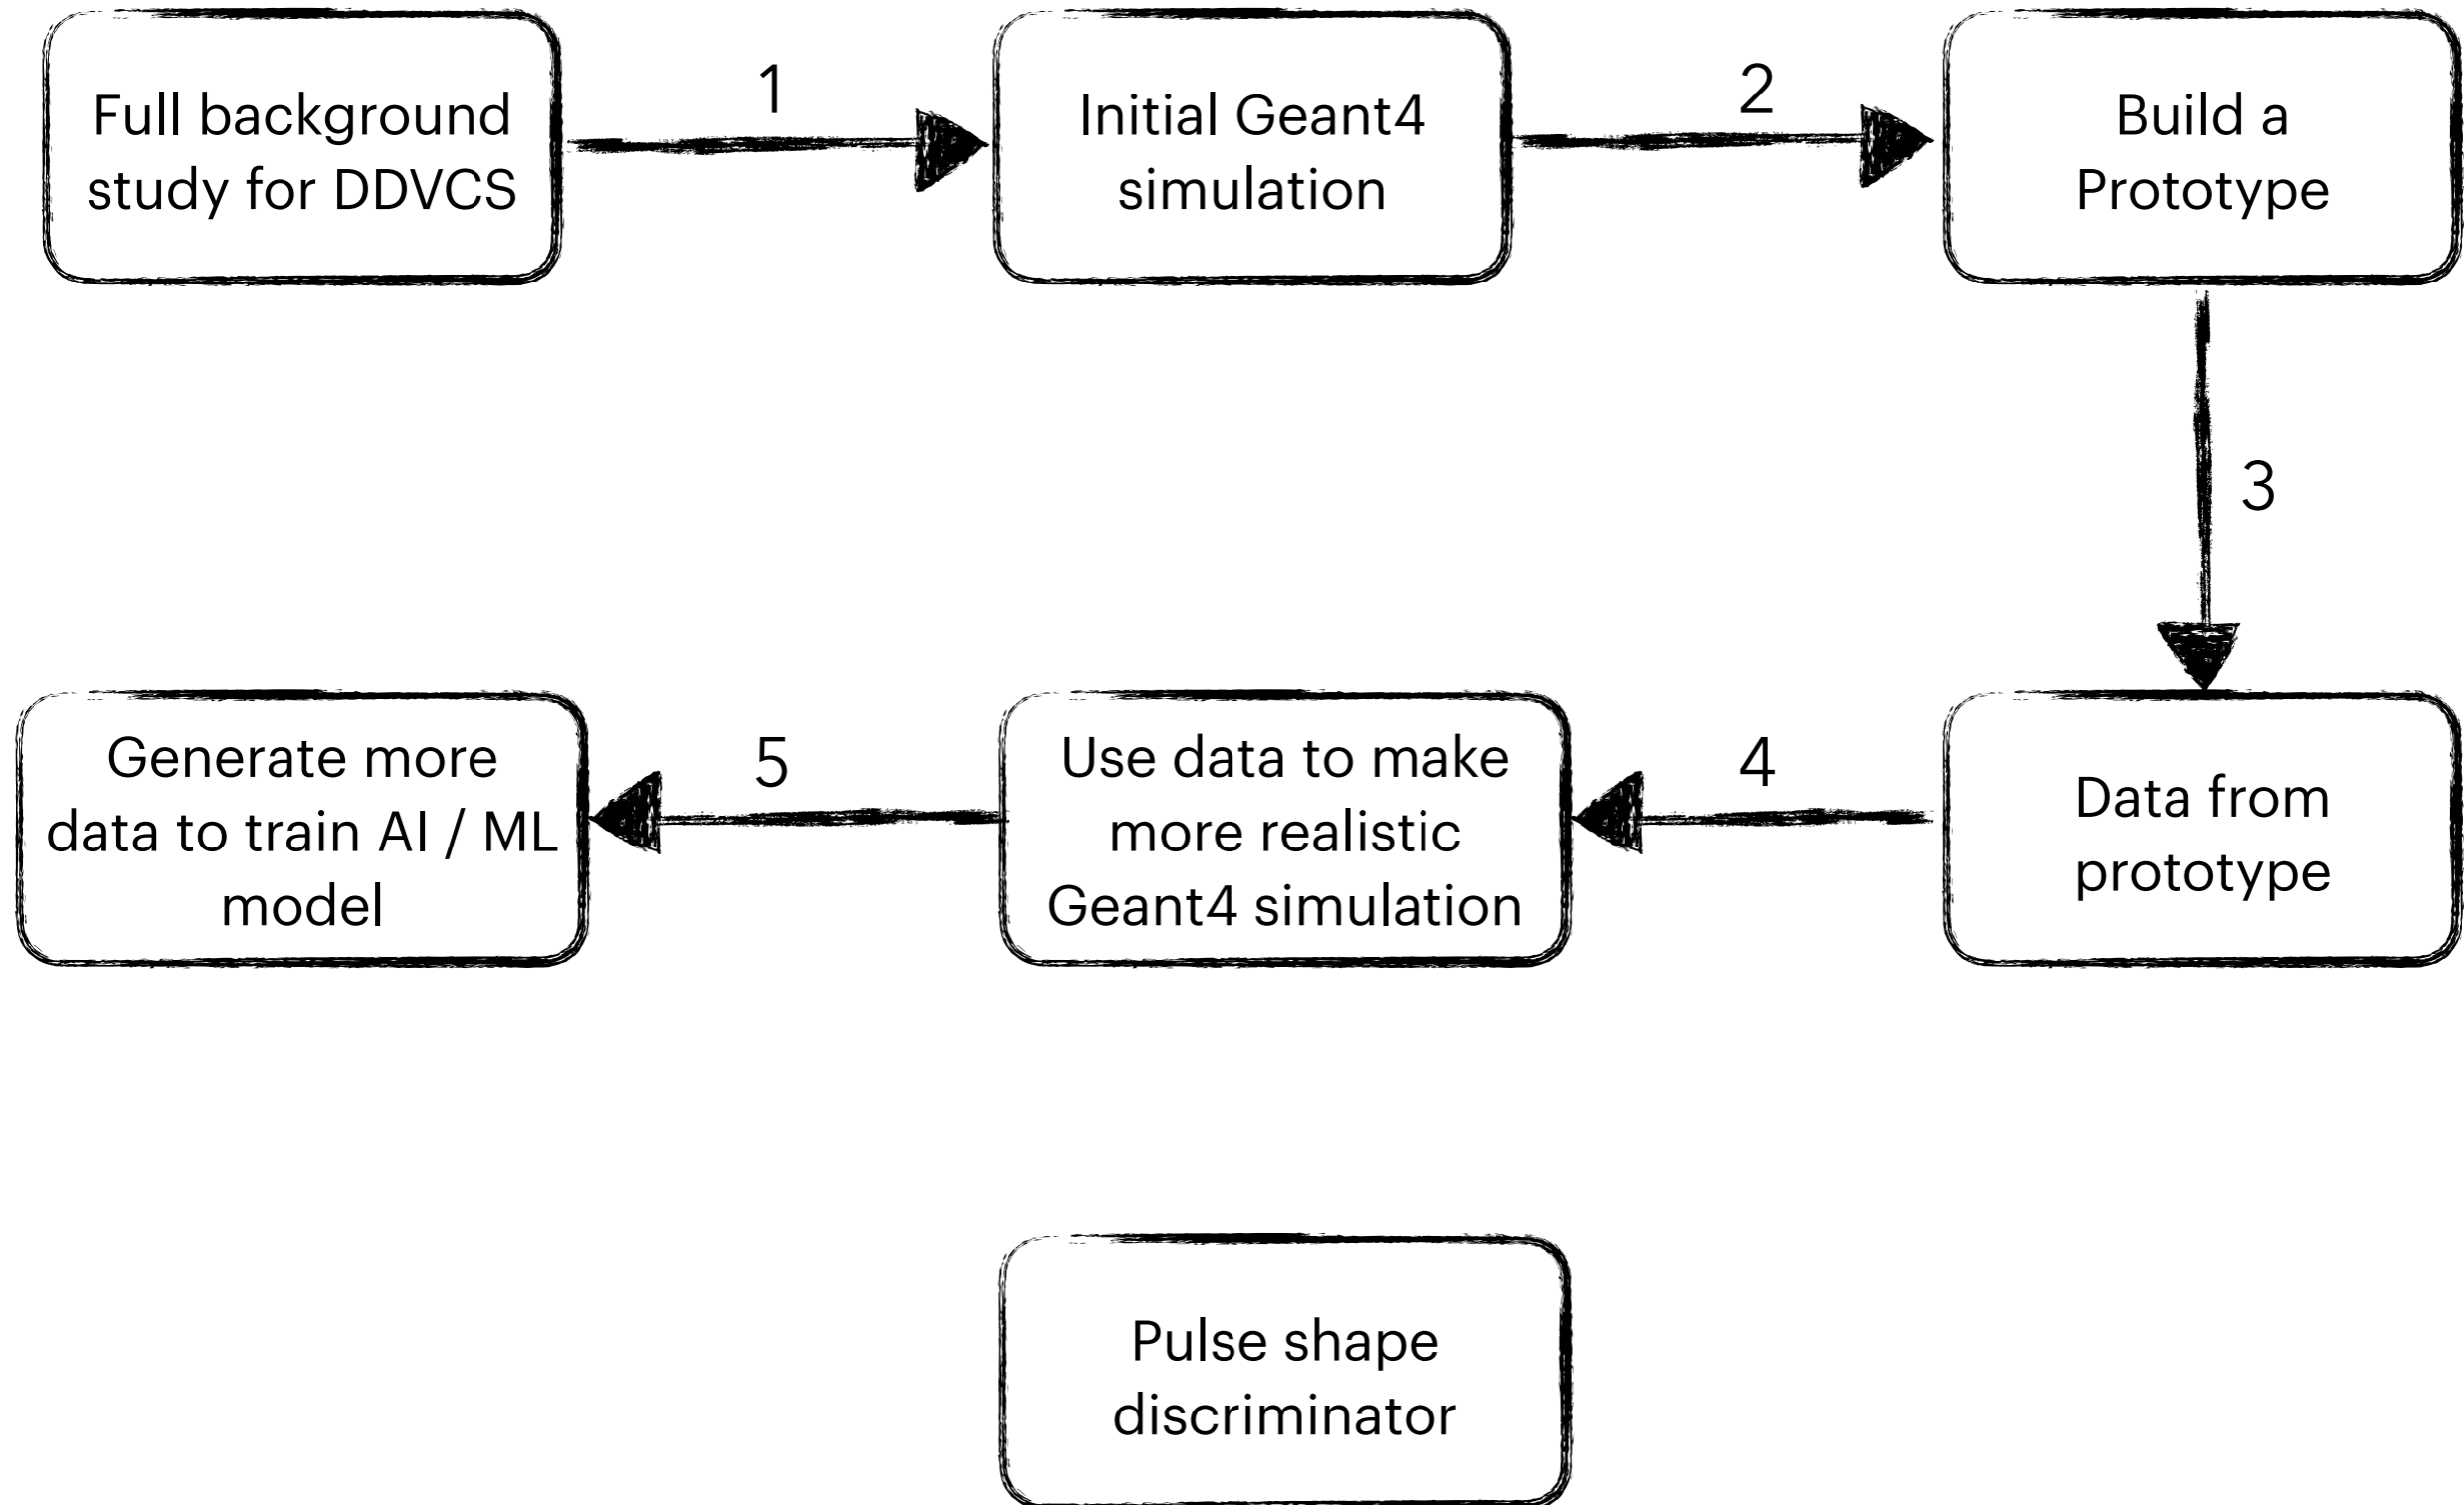 Full background
study for DDVCS
1
Initial Geant4
simulation
2
Build a
Prototype
3
Data from
prototype
4
Use data to make
more realistic
Geant4 simulation
5
Generate more
data to train AI / ML
model
Pulse shape
discriminator